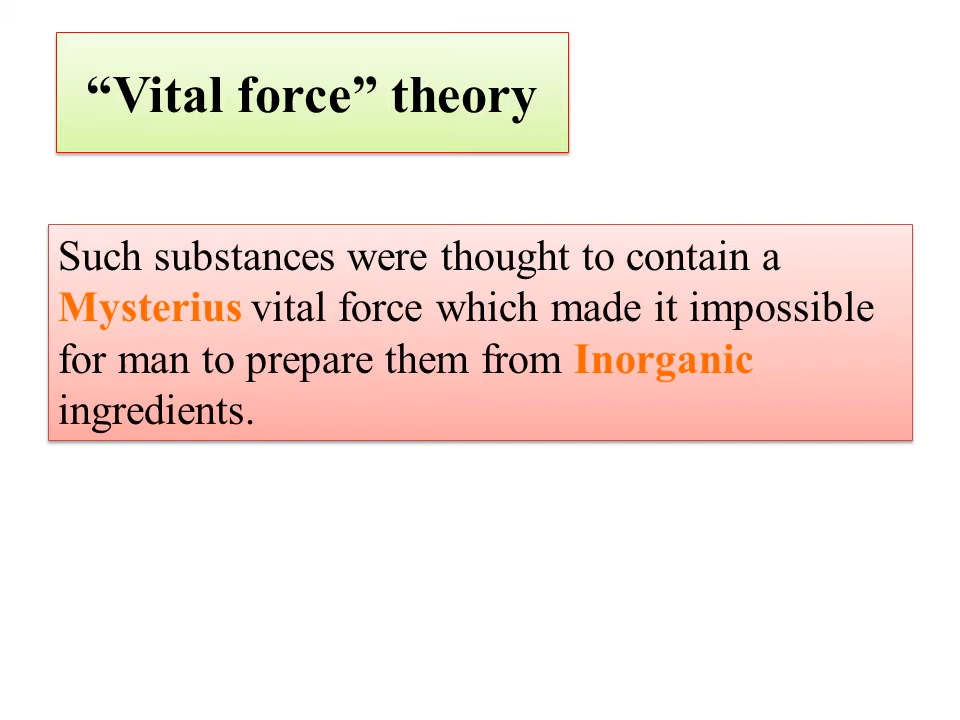 “Vital force” theory
Such substances were thought to contain a
Mysterius vital force which made it impossible
for man to prepare them from Inorganic
ingredients.